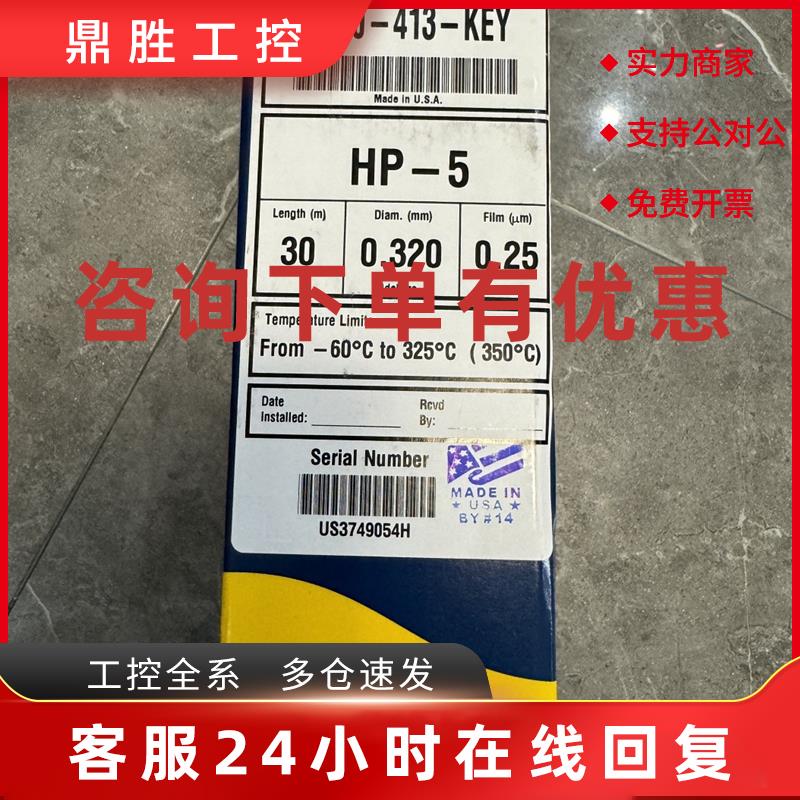 鼎胜工控
-413-KEY
Made in U.S.A.
实力商家
支持公对公
免费开票
HP-5
Length (m)
Diam. (mm)
Film (μm)
30
0.320
0.25
咨询下单有优惠
Temperature Limit
From -60°C to 325°C (350°C)
Date
Installed:
Rcvd
By:
Serial Number
US3749054H
MADE IN
USA
BY#14
工控全系 多仓速发
客服24小时在线回复